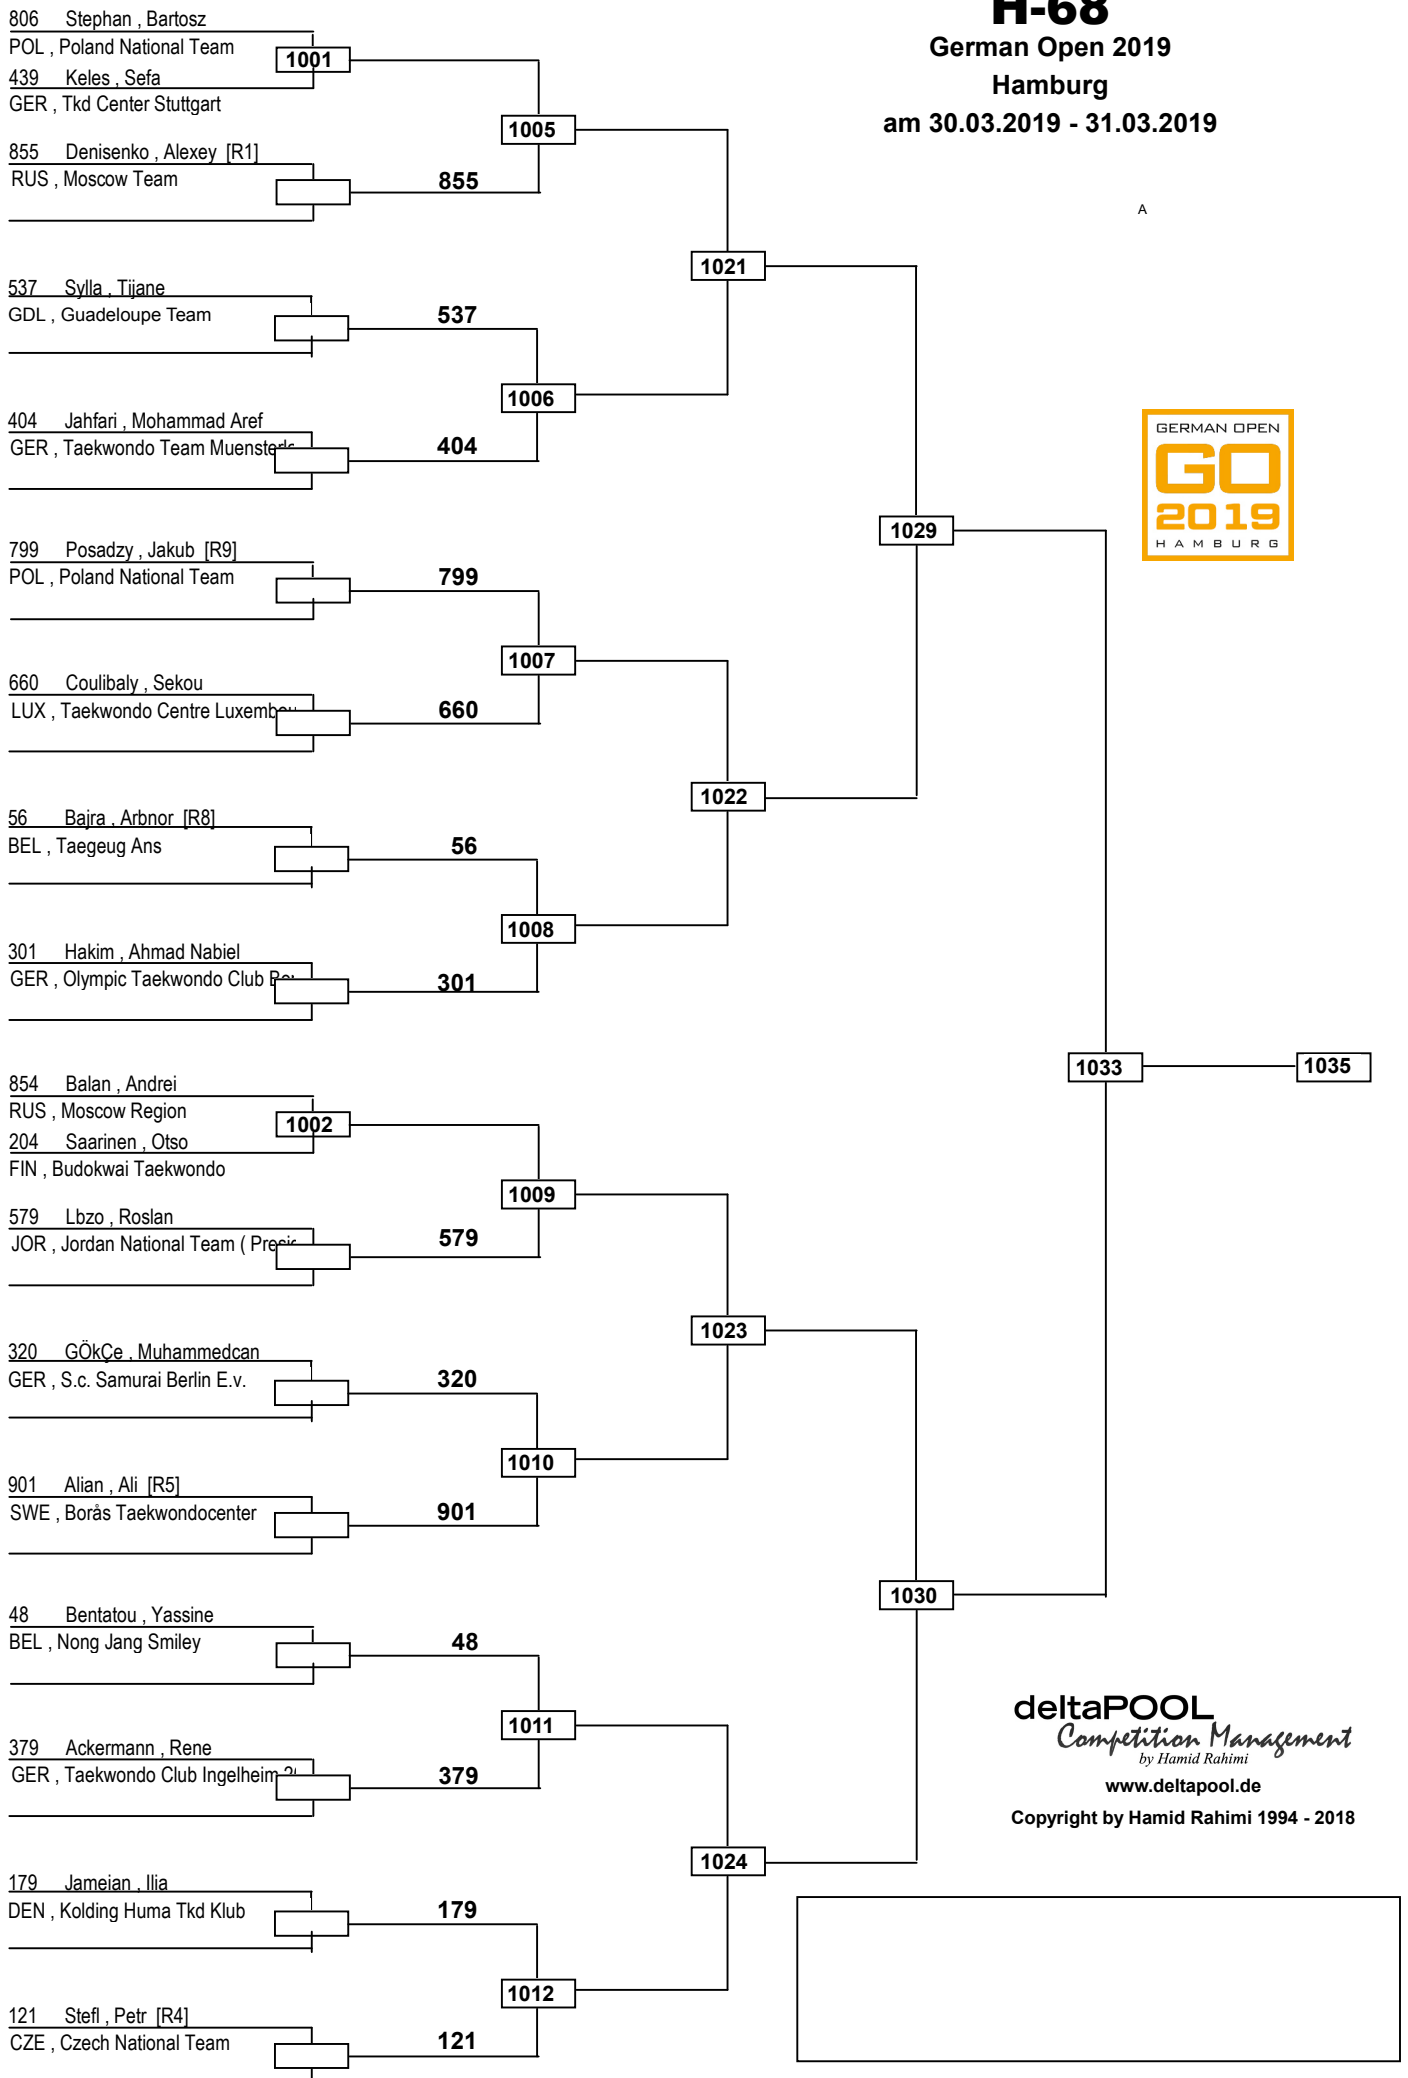 H-68
German Open 2019
Hamburg
am 30.03.2019 - 31.03.2019
A
806 Stephan , Bartosz
POL , Poland National Team
1001
439 Keles , Sefa
GER , Tkd Center Stuttgart
1005
855 Denisenko , Alexey [R1]
RUS , Moscow Team
855
1021
537 Sylla , Tijane
GDL , Guadeloupe Team
537
1006
404 Jahfari , Mohammad Aref
GER , Taekwondo Team
404
GERMAN OPEN
GO
2019
HAMBURG
1029
799 Posadzy , Jakub [R9]
POL , Poland National Team
799
1007
660 Coulibaly , Sekou
LUX , Taekwondo Centre
660
1022
56 Bajra , Arbnor [R8]
BEL , Taegeug Ans
56
1008
301 Hakim , Ahmad Nabiel
GER , Olympic Taekwondo Club
301
1033
1035
854 Balan , Andrei
RUS , Moscow Region
1002
204 Saarinen , Otso
FIN , Budokwai Taekwondo
1009
579 Lbzo , Roslan
JOR , Jordan National Team (
579
1023
320 GÖkÇe , Muhammedcan
GER , S.c. Samurai Berlin E.v.
320
1010
901 Alian , Ali [R5]
SWE , Borås Taekwondocenter
901
1030
48 Bentatou , Yassine
BEL , Nong Jang Smiley
48
1011
379 Ackermann , Rene
GER , Taekwondo Club Ingelheim
379
1024
179 Jameian , Ilia
DEN , Kolding Huma Tkd Klub
179
1012
121 Stefl , Petr [R4]
CZE , Czech National Team
121
deltaPOOL
Competition Management
by Hamid Rahimi
www.deltapool.de
Copyright by Hamid Rahimi 1994 - 2018